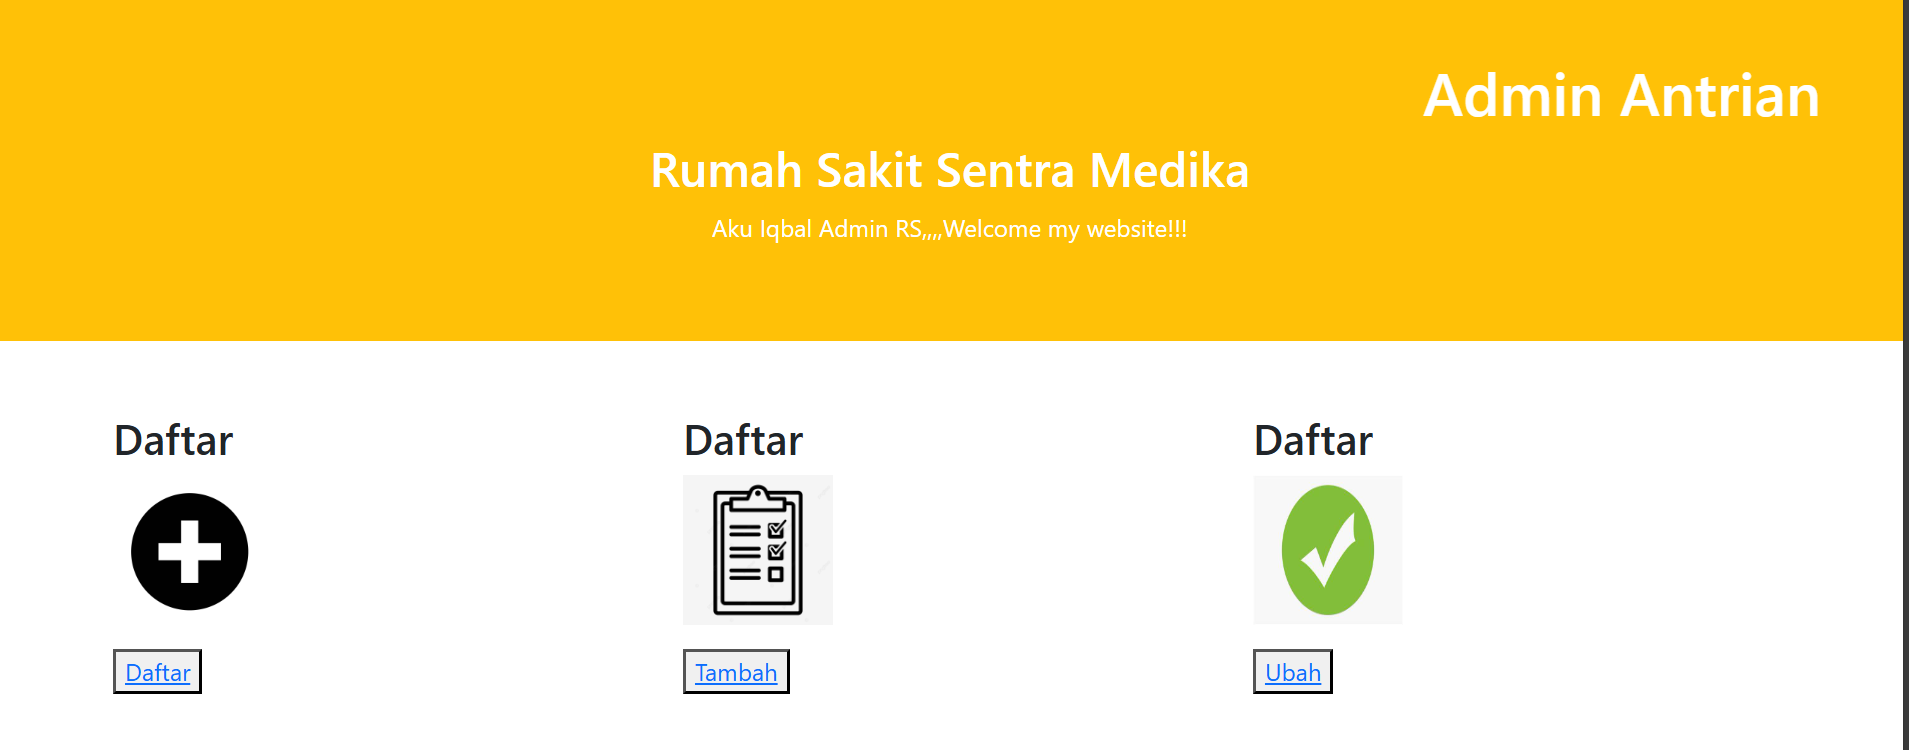 Admin Antrian
Rumah Sakit Sentra Medika
Aku Iqbal Admin RS,,,,Welcome my website!!!
Daftar
Daftar
Daftar
Daftar
Tambah
Ubah